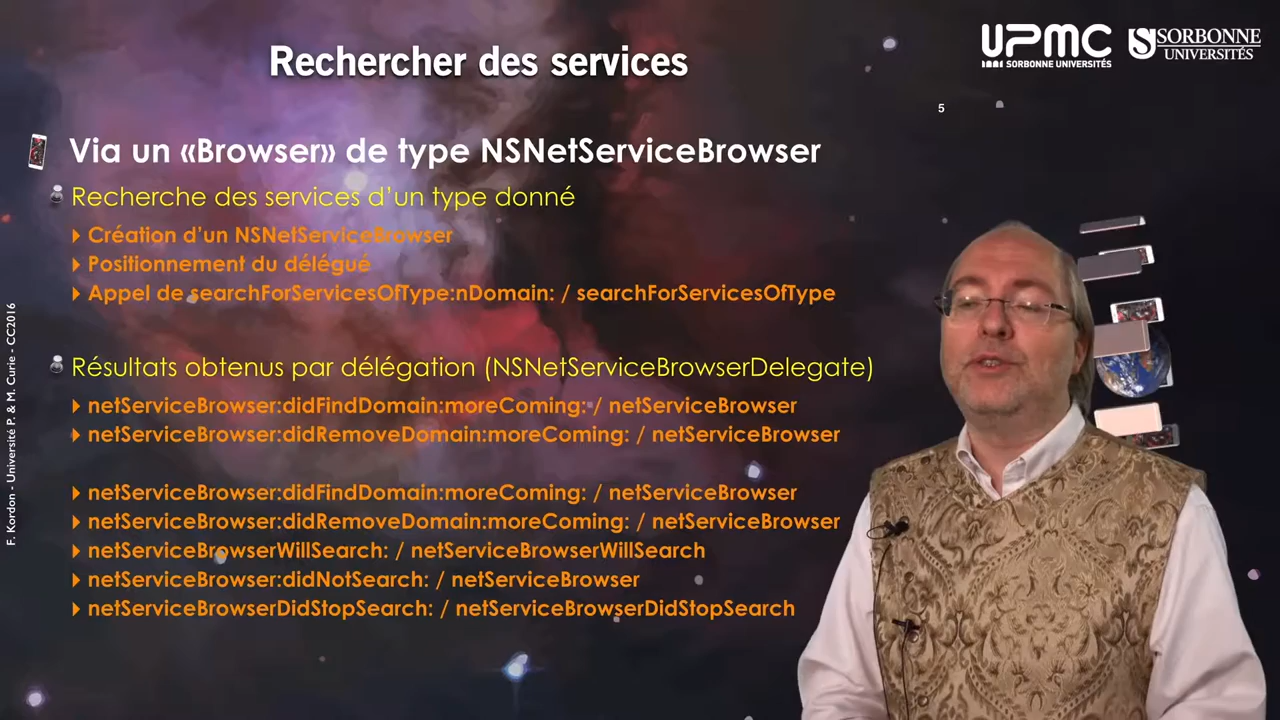 Rechercher des services
UPMC
SORBONNE UNIVERSITÉS
SORBONNE
UNIVERSITÉS
5
Via un «Browser» de type NSNetServiceBrowser
Recherche des services d'un type donné
Création d'un NSNetServiceBrowser
Positionnement du délégué
Appel de searchForServicesOfType:nDomain: / searchForServicesOfType
Résultats obtenus par délégation (NSNetServiceBrowserDelegate)
netServiceBrowser:didFindDomain:moreComing: / netServiceBrowser
netServiceBrowser:didRemoveDomain:moreComing: / netServiceBrowser
netServiceBrowser:didFindDomain:moreComing: / netServiceBrowser
netServiceBrowser:didRemoveDomain:moreComing: / netServiceBrowser
netServiceBrowserWillSearch: / netServiceBrowserWillSearch
netServiceBrowser:didNotSearch: / netServiceBrowser
netServiceBrowserDidStopSearch: / netServiceBrowserDidStopSearch
F. Kordon - Université P. & M. Curie - CC2016